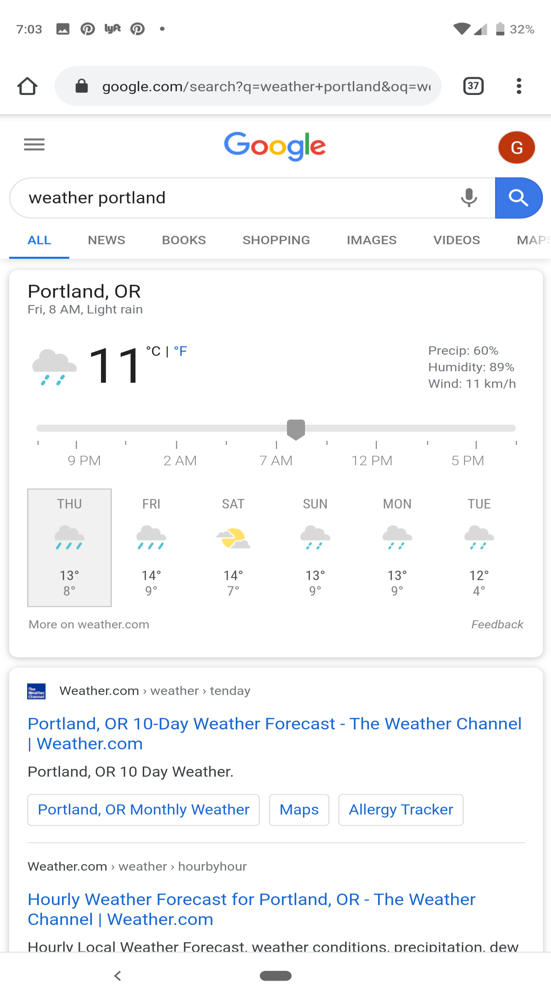 7:03 lyft 32%
google.com/search?q=weather+portland&oq=we
37
Google
G
weather portland
ALL NEWS BOOKS SHOPPING IMAGES VIDEOS MAPS
Portland, OR
Fri, 8 AM, Light rain
11 °C | °F
Precip: 60%
Humidity: 89%
Wind: 11 km/h
9 PM 2 AM 7 AM 12 PM 5 PM
THU FRI SAT SUN MON TUE
13° 14° 14° 13° 13° 12°
8° 9° 7° 9° 9° 4°
More on weather.com Feedback
The
Weather
Channel
Weather.com › weather › tenday
Portland, OR 10-Day Weather Forecast - The Weather Channel
| Weather.com
Portland, OR 10 Day Weather.
Portland, OR Monthly Weather Maps Allergy Tracker
Weather.com › weather › hourbyhour
Hourly Weather Forecast for Portland, OR - The Weather
Channel | Weather.com
Hourly Local Weather Forecast, weather conditions, precipitation, dew